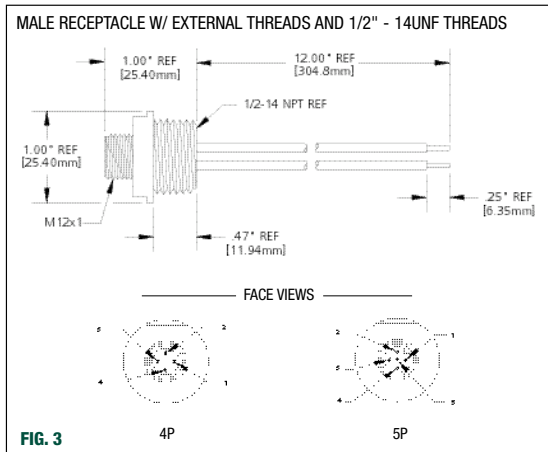 MALE RECEPTACLE W/ EXTERNAL THREADS AND 1/2" - 14UNF THREADS
1.00" REF
[25.40mm]
12.00" REF
[304.8mm]
1/2-14 NPT REF
1.00" REF
[25.40mm]
M12x1
.25" REF
[6.35mm]
.47" REF
[11.94mm]
FACE VIEWS
2
4
1
2
1
4
5
4P
5P
FIG. 3